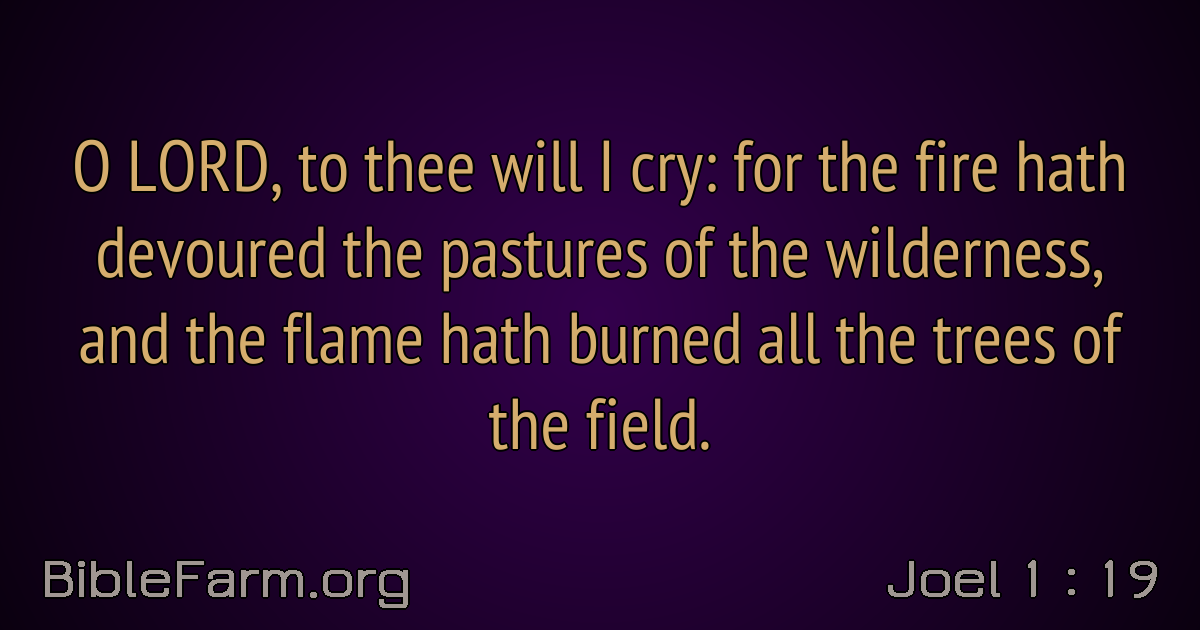 O LORD, to thee will I cry: for the fire hath
devoured the pastures of the wilderness,
and the flame hath burned all the trees of
the field.
BibleFarm.org
Joel 1 : 19